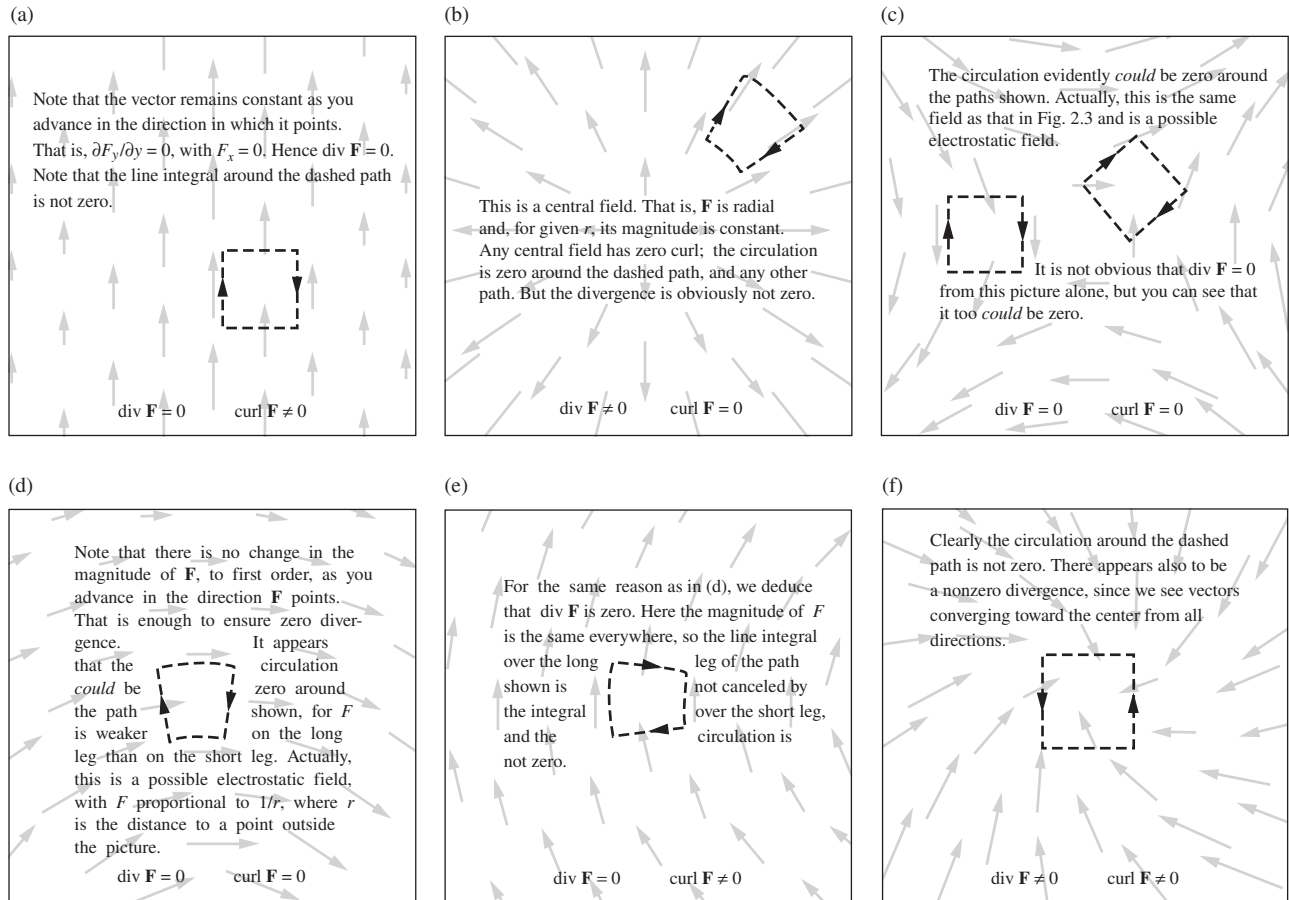 (a)
Note that the vector remains constant as you
advance in the direction in which it points.
That is, ∂F_y/∂y = 0, with F_x = 0. Hence div F = 0.
Note that the line integral around the dashed path
is not zero.
div F = 0 curl F ≠ 0
(b)
This is a central field. That is, F is radial
and, for given r, its magnitude is constant.
Any central field has zero curl; the circulation
is zero around the dashed path, and any other
path. But the divergence is obviously not zero.
div F ≠ 0 curl F = 0
(c)
The circulation evidently could be zero around
the paths shown. Actually, this is the same
field as that in Fig. 2.3 and is a possible
electrostatic field.
It is not obvious that div F = 0
from this picture alone, but you can see that
it too could be zero.
div F = 0 curl F = 0
(d)
Note that there is no change in the
magnitude of F, to first order, as you
advance in the direction F points.
That is enough to ensure zero diver-
gence. It appears
that the circulation
could be zero around
the path shown, for F
is weaker on the long
leg than on the short leg. Actually,
this is a possible electrostatic field,
with F proportional to 1/r, where r
is the distance to a point outside
the picture.
div F = 0 curl F = 0
(e)
For the same reason as in (d), we deduce
that div F is zero. Here the magnitude of F
is the same everywhere, so the line integral
over the long leg of the path
shown is not canceled by
the integral over the short leg,
and the circulation is
not zero.
div F = 0 curl F ≠ 0
(f)
Clearly the circulation around the dashed
path is not zero. There appears also to be
a nonzero divergence, since we see vectors
converging toward the center from all
directions.
div F ≠ 0 curl F ≠ 0